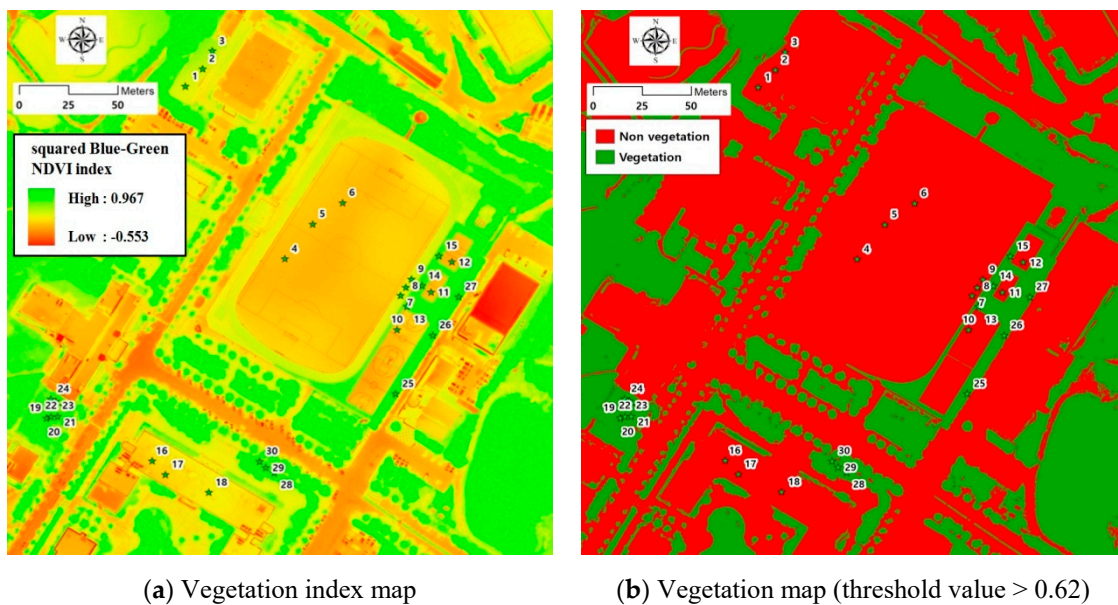 N
W E
S
Meters
0 25 50
squared Blue-Green
NDVI index
High : 0.967
Low : -0.553
3
2
1
6
5
4
15
12
9
14
8
11
27
7
13
10
26
25
24
19 22 23
21
20
16
17
18
30
29
28
N
W E
S
Meters
0 25 50
Non vegetation
Vegetation
3
2
1
6
5
4
15
12
9
14
8
11
27
7
13
10
26
25
24
19 22 23
21
20
16
17
18
30
29
28
(a) Vegetation index map
(b) Vegetation map (threshold value > 0.62)